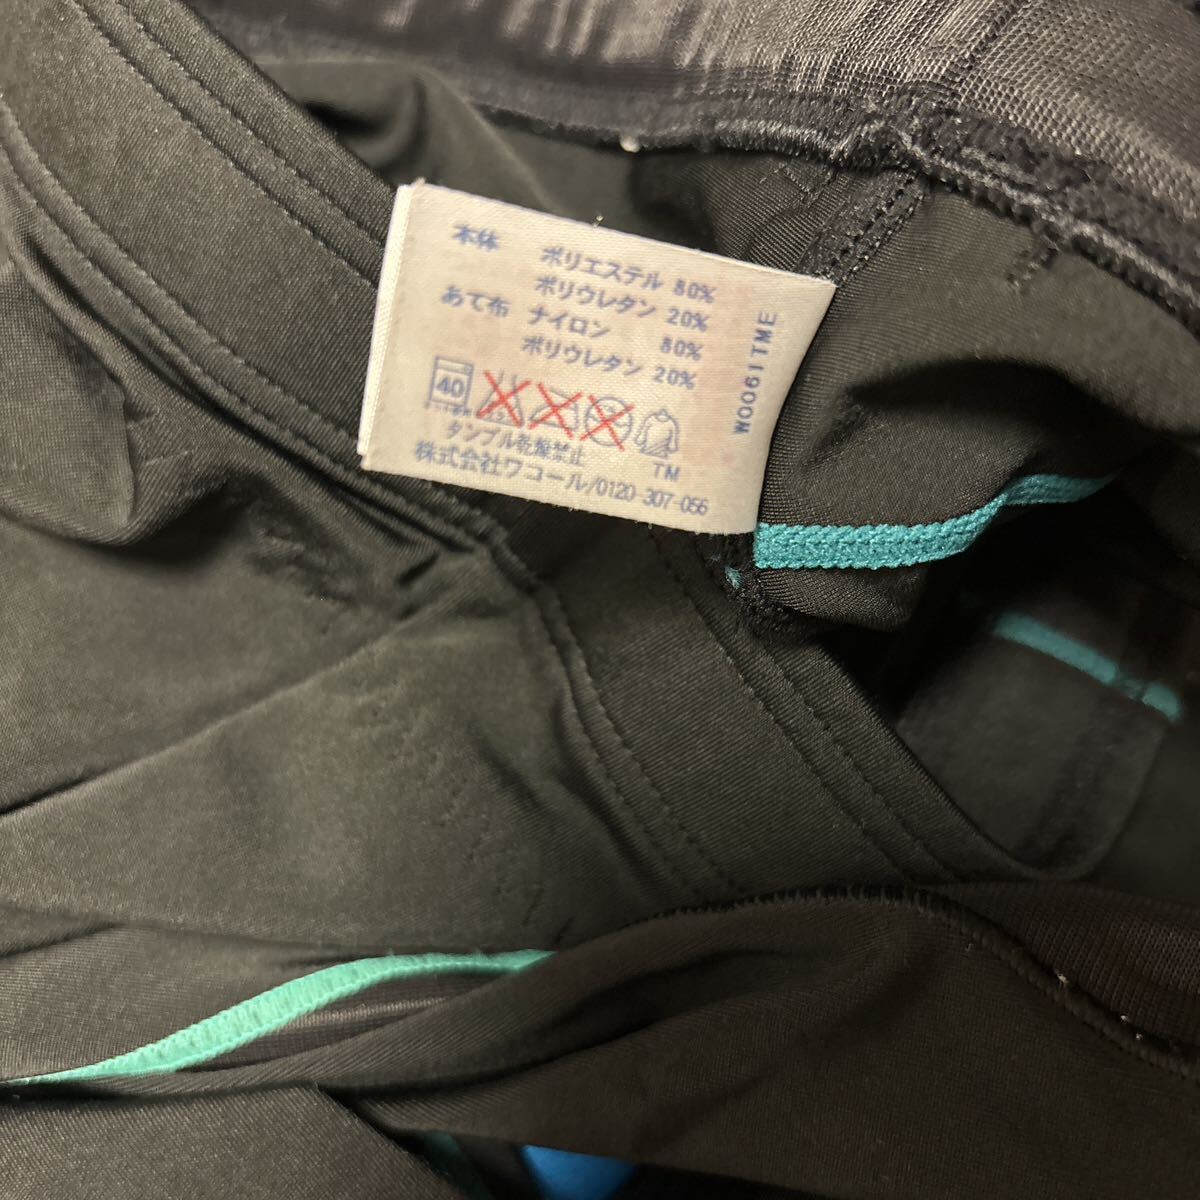 本体 ポリエステル 80%
ポリウレタン 20%
あて布 ナイロン 80%
ポリウレタン 20%
40
タンブル乾燥禁止
TM
株式会社ワコール/0120-307-056
WOO61TME